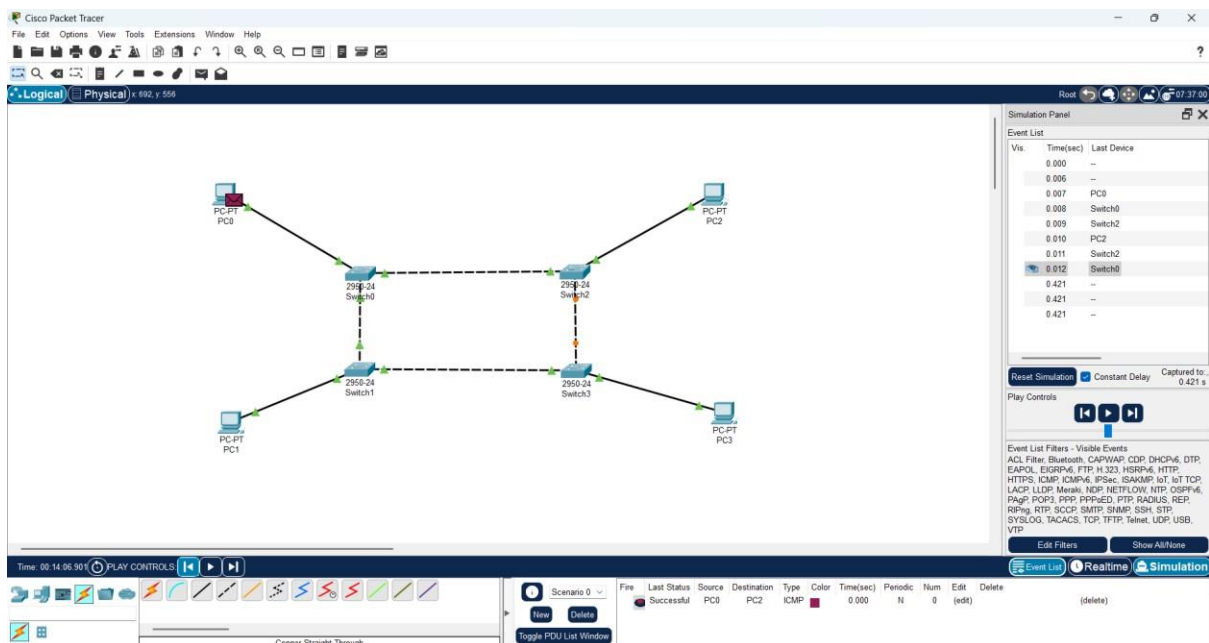 Cisco Packet Tracer
File Edit Options View Tools Extensions Window Help
?
Logical Physical x: 692, y: 556 Root 07:37:00
Simulation Panel
Event List
Vis. Time(sec) Last Device
0.000 --
0.006 --
0.007 PC0
0.008 Switch0
0.009 Switch2
0.010 PC2
0.011 Switch2
0.012 Switch0
0.421 --
0.421 --
0.421 --
Reset Simulation Constant Delay Captured to:
0.421 s
Play Controls
Event List Filters - Visible Events
ACL Filter, Bluetooth, CAPWAP, CDP, DHCPv6, DTP,
EAPOL, EIGRPv6, FTP, H.323, HSRPv6, HTTP,
HTTPS, ICMP, ICMPv6, IPSec, ISAKMP, IoT, IoT TCP,
LACP, LLDP, Meraki, NDP, NETFLOW, NTP, OSPFv6,
PAgP, POP3, PPP, PPPoED, PTP, RADIUS, REP,
RIPng, RTP, SCCP, SMTP, SNMP, SSH, STP,
SYSLOG, TACACS, TCP, TFTP, Telnet, UDP, USB,
VTP
Edit Filters Show All/None
PC-PT
PC0
PC-PT
PC2
2950-24
Switch0
2950-24
Switch2
2950-24
Switch1
2950-24
Switch3
PC-PT
PC1
PC-PT
PC3
Time: 00:14:06.901 PLAY CONTROLS: Event List Realtime Simulation
Scenario 0
New Delete
Toggle PDU List Window
Fire Last Status Source Destination Type Color Time(sec) Periodic Num Edit Delete
Successful PC0 PC2 ICMP 0.000 N 0 (edit) (delete)
Copper Straight-Through